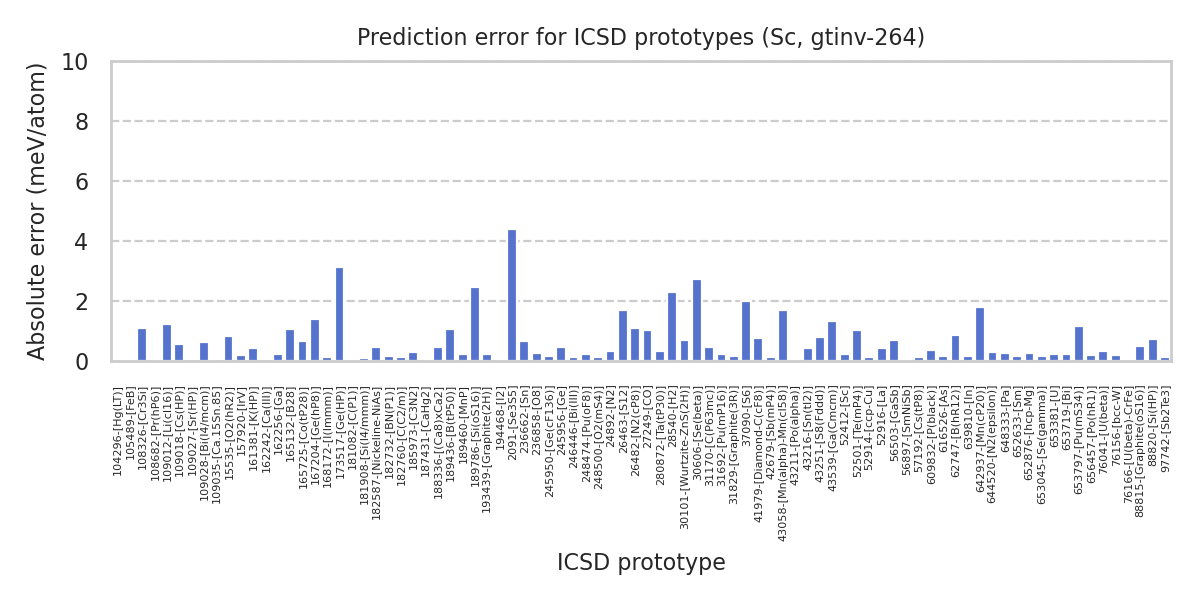 Prediction error for ICSD prototypes (Sc, gtinv-264)
Absolute error (meV/atom)
10
8
6
4
2
0
104296-[Hg(LT)]
105489-[FeB]
108326-[Cr3Si]
108682-[Pr(hP6)]
109012-[Li(cI16)]
109018-[Cs(HP)]
109027-[Sr(HP)]
109028-[Bi(I4/mcm)]
109035-[Ca.15Sn.85]
15535-[O2(hR2)]
157920-[IrV]
161381-[K(HP)]
162242-[Ca(III)]
162256-[Ga]
165132-[B28]
165725-[Co(tP28)]
167204-[Ge(hP8)]
168172-[I(Immm)]
173517-[Ge(HP)]
181082-[C(P1)]
181908-[Si(I4/mmm)]
182587-[Nickeline-NiAs]
182732-[BN(P1)]
182760-[C(C2/m)]
185973-[C3N2]
187431-[CaHg2]
188336-[(Ca8)xCa2]
189436-[B(tP50)]
189460-[MnP]
189786-[Si(oS16)]
193439-[Graphite(2H)]
194468-[I2]
2091-[Se3S5]
236662-[Sn]
236858-[O8]
245950-[Ge(cF136)]
245956-[Ge]
246446-[Bi(III)]
248474-[Pu(oF8)]
248500-[O2(mS4)]
24892-[N2]
26463-[S12]
26482-[N2(cP8)]
27249-[CO]
280872-[Ta(tP30)]
28540-[H2]
30101-[Wurtzite-ZnS(2H)]
30606-[Se(beta)]
31170-[C(P63mc)]
31692-[Pu(mP16)]
31829-[Graphite(3R)]
37090-[S6]
41979-[Diamond-C(cF8)]
42679-[Sb(mP4)]
43058-[Mn(alpha)-Mn(cI58)]
43211-[Po(alpha)]
43216-[Sn(tI2)]
43251-[S8(Fddd)]
43539-[Ga(Cmcm)]
52412-[Sc]
52501-[Te(mP4)]
52914-[fcc-Cu]
52916-[La]
56503-[GaSb]
56897-[SmNiSb]
57192-[Cs(tP8)]
609832-[P(black)]
616526-[As]
62747-[B(hR12)]
639810-[In]
642937-[Mn(cP20)]
644520-[N2(epsilon)]
648333-[Pa]
652633-[Sm]
652876-[hcp-Mg]
653045-[Se(gamma)]
653381-[U]
653719-[Bi]
653797-[Pu(mS34)]
656457-[Po(hR1)]
76041-[U(beta)]
76156-[bcc-W]
76166-[U(beta)-CrFe]
88815-[Graphite(oS16)]
88820-[Si(HP)]
97742-[Sb2Te3]
ICSD prototype